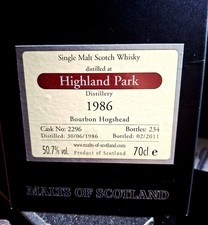 Single Malt Scotch Whisky
distilled at
Highland Park
Distillery
1986
Bourbon Hogshead
Cask No: 2296 Bottles: 234
Distilled: 30/06/1986 Bottled: 02/2011
www.malts-of-scotland.com
50.7% vol. Product of Scotland 70cl e
MALTS OF SCOTLAND